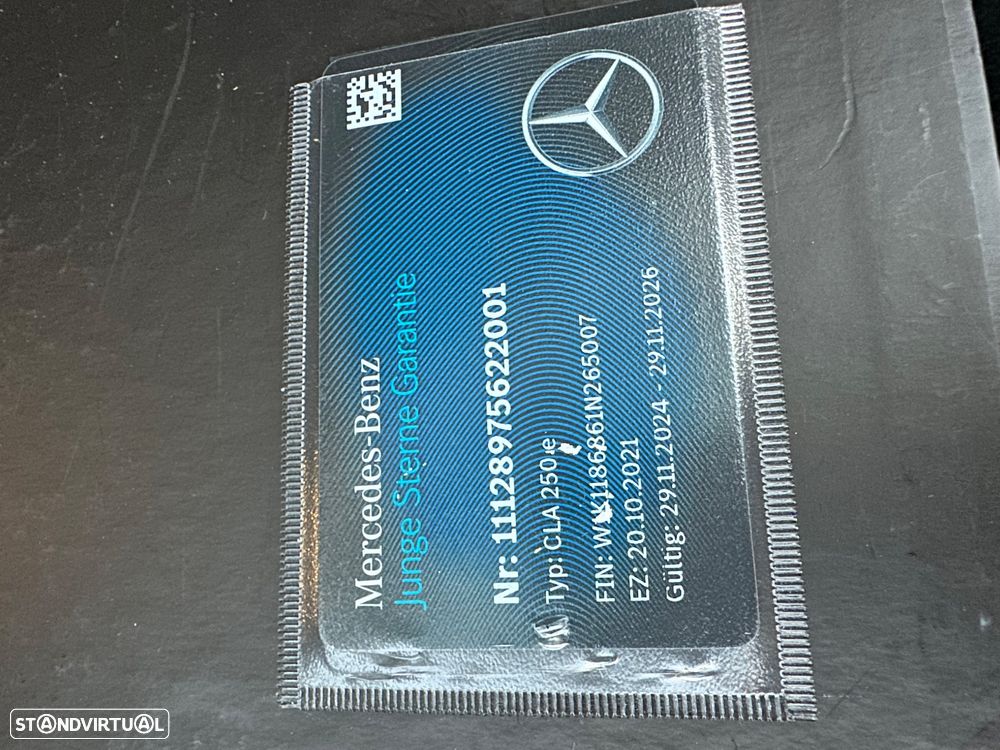 Mercedes-Benz
Junge Sterne Garantie
Nr: 1112897562001
Typ: CLA 250 e
FIN: W1K1186861N265007
EZ: 20.10.2021
Gültig: 29.11.2024 - 29.11.2026
STANDVIRTUAL